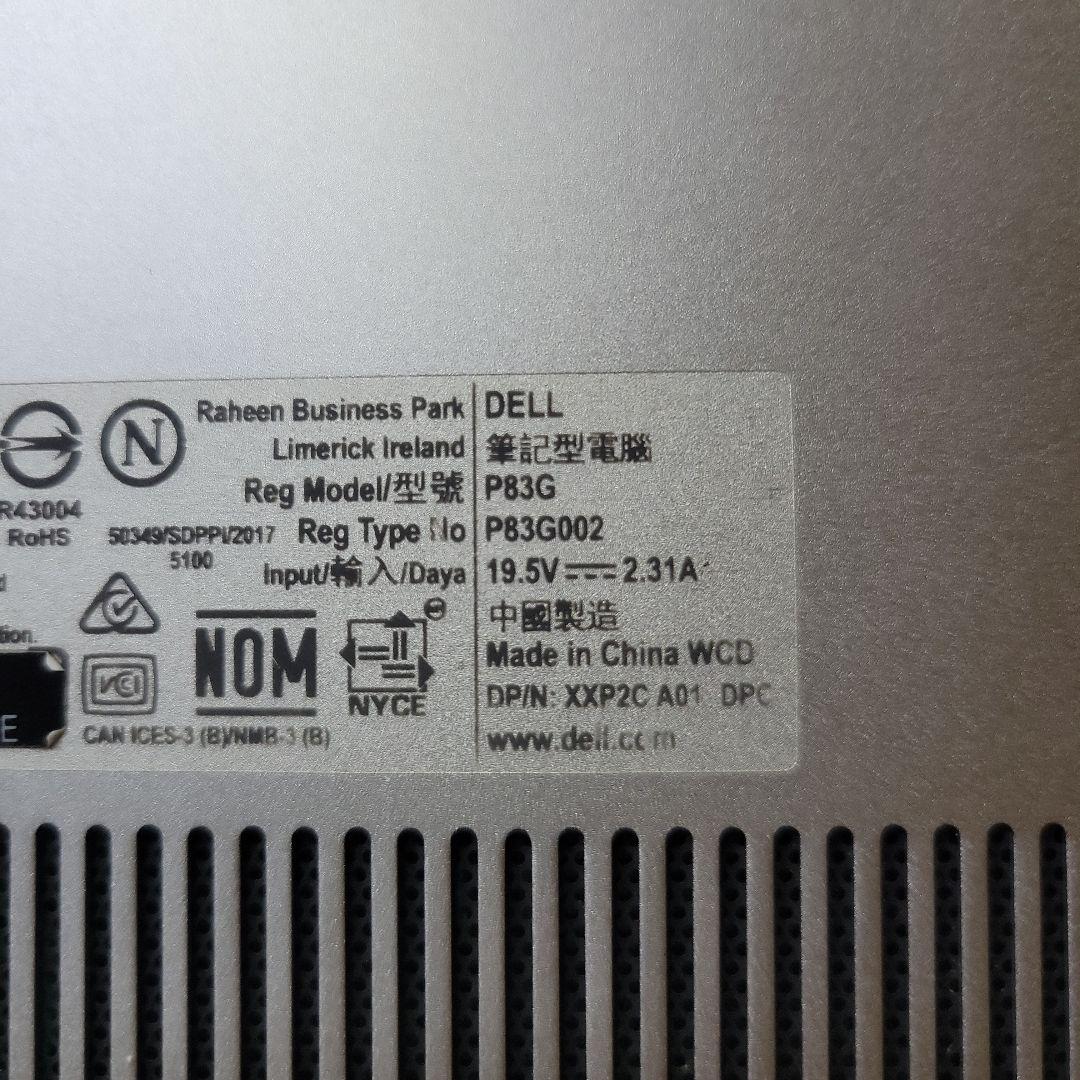 Raheen Business Park
Limerick Ireland
Reg Model/型號
Reg Type No
Input/輸入/Daya
DELL
筆記型電腦
P83G
P83G002
19.5V⎓2.31A
中國製造
Made in China WCD
DP/N: XXP2C A01 DPC
www.dell.com
N
R43004
RoHS
50349/SDPPI/2017
5100
tion.
VCI
NOM
NYCE
E
CAN ICES-3 (B)/NMB-3 (B)